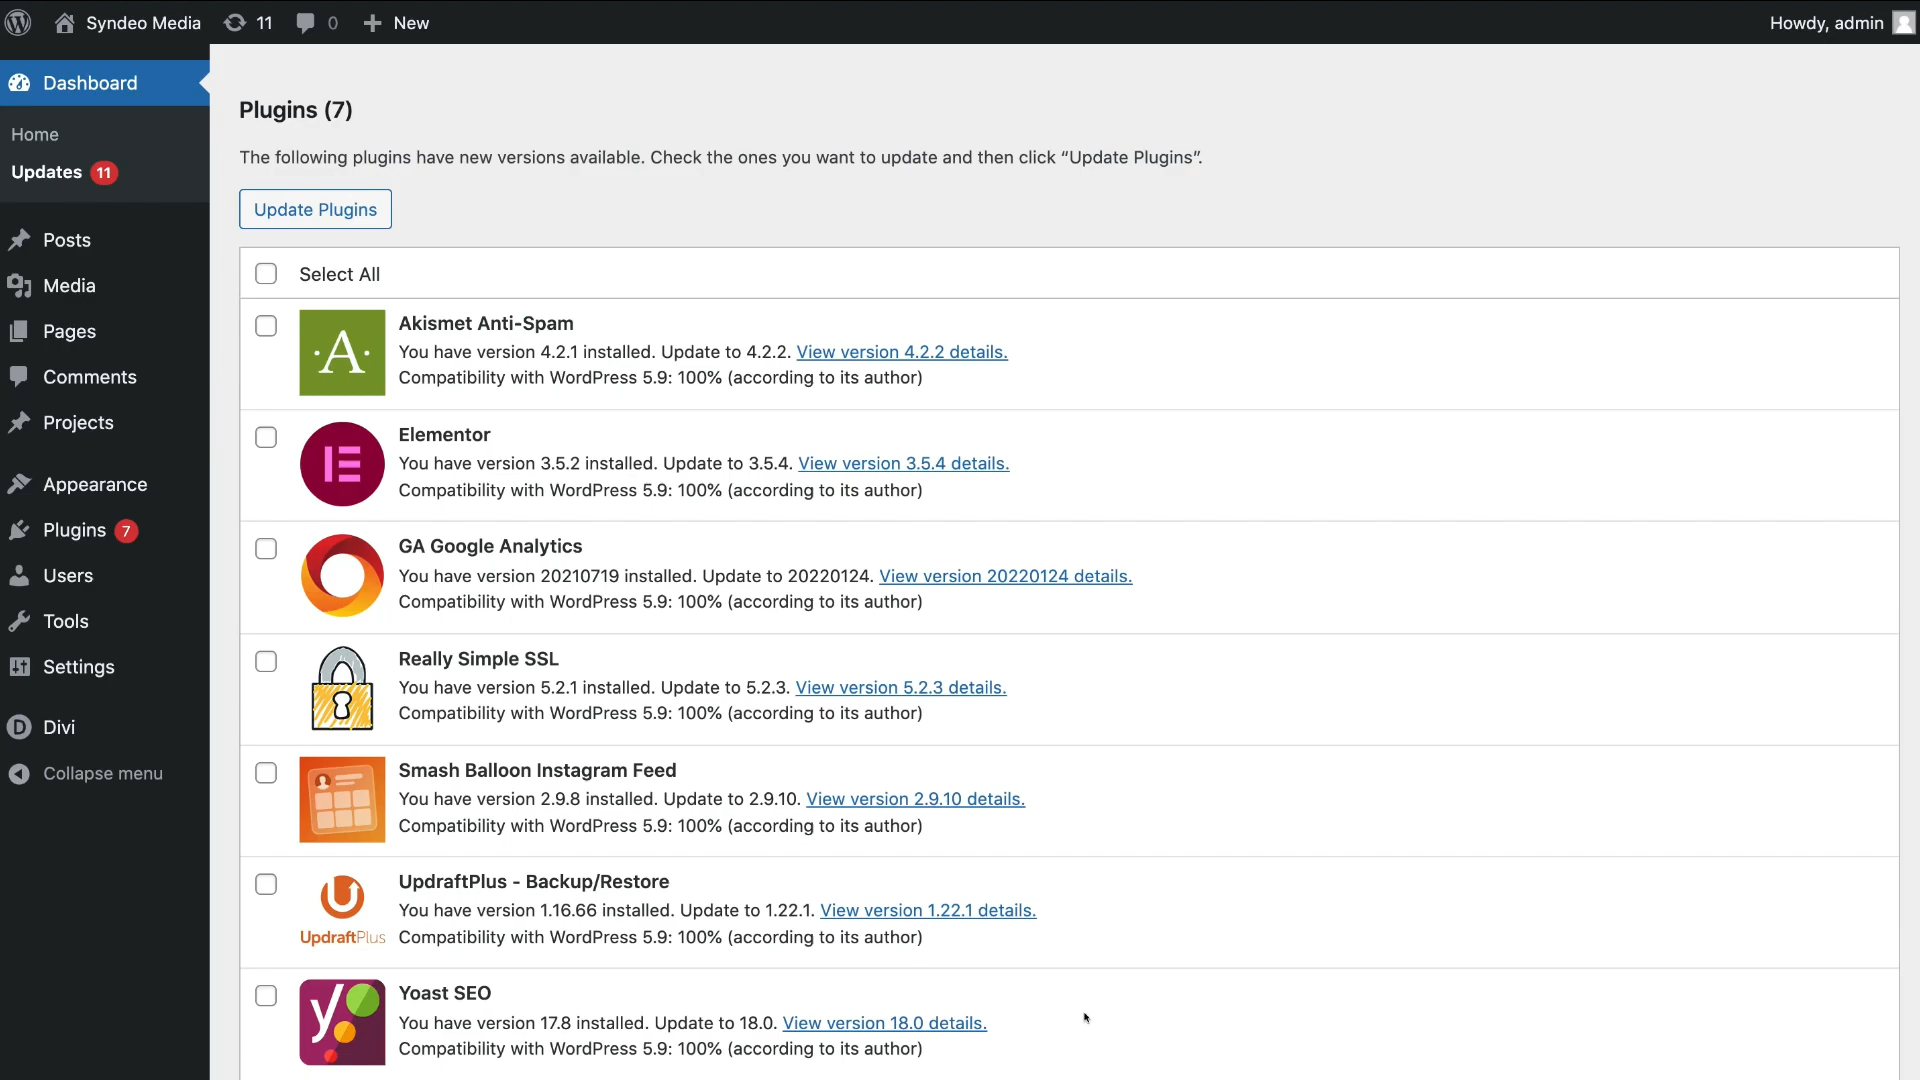 Syndeo Media 11 0 New Howdy, admin
Dashboard
Home
Updates 11
Posts
Media
Pages
Comments
Projects
Appearance
Plugins 7
Users
Tools
Settings
Divi
Collapse menu
Plugins (7)
The following plugins have new versions available. Check the ones you want to update and then click “Update Plugins”.
Update Plugins
Select All
A
Akismet Anti-Spam
You have version 4.2.1 installed. Update to 4.2.2. View version 4.2.2 details.
Compatibility with WordPress 5.9: 100% (according to its author)
Elementor
You have version 3.5.2 installed. Update to 3.5.4. View version 3.5.4 details.
Compatibility with WordPress 5.9: 100% (according to its author)
GA Google Analytics
You have version 20210719 installed. Update to 20220124. View version 20220124 details.
Compatibility with WordPress 5.9: 100% (according to its author)
Really Simple SSL
You have version 5.2.1 installed. Update to 5.2.3. View version 5.2.3 details.
Compatibility with WordPress 5.9: 100% (according to its author)
Smash Balloon Instagram Feed
You have version 2.9.8 installed. Update to 2.9.10. View version 2.9.10 details.
Compatibility with WordPress 5.9: 100% (according to its author)
UpdraftPlus
UpdraftPlus - Backup/Restore
You have version 1.16.66 installed. Update to 1.22.1. View version 1.22.1 details.
Compatibility with WordPress 5.9: 100% (according to its author)
y
Yoast SEO
You have version 17.8 installed. Update to 18.0. View version 18.0 details.
Compatibility with WordPress 5.9: 100% (according to its author)